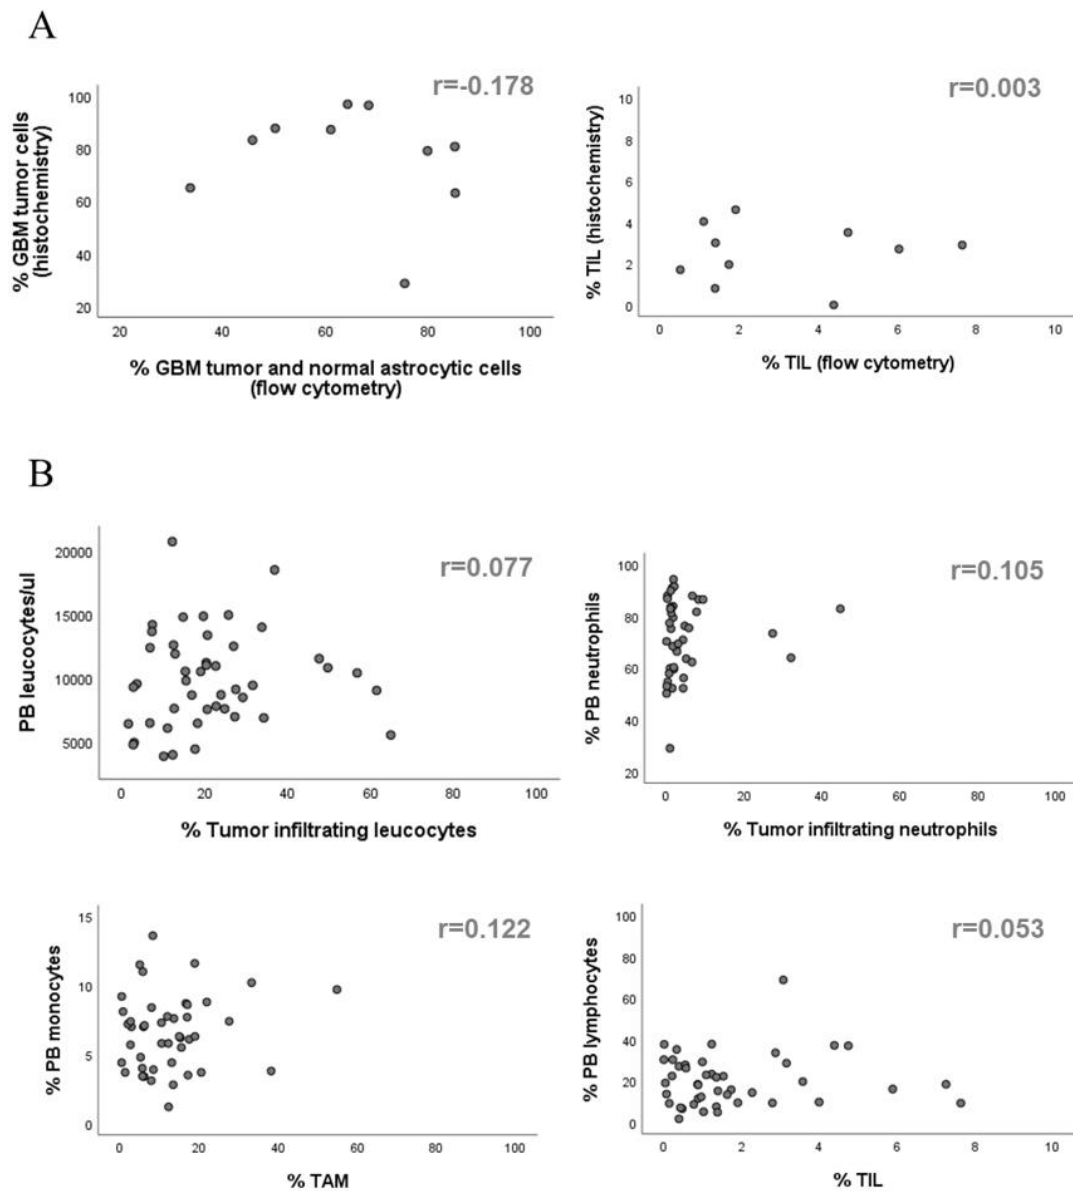 A
r=-0.178
% GBM tumor cells
(histochemistry)
100
80
60
40
20
20 40 60 80 100
% GBM tumor and normal astrocytic cells
(flow cytometry)
r=0.003
% TIL (histochemistry)
10
8
6
4
2
0
0 2 4 6 8 10
% TIL (flow cytometry)
B
r=0.077
PB leucocytes/ul
20000
15000
10000
5000
0 20 40 60 80 100
% Tumor infiltrating leucocytes
r=0.105
% PB neutrophils
100
80
60
40
20
0 20 40 60 80 100
% Tumor infiltrating neutrophils
r=0.122
% PB monocytes
15
10
5
0
0 20 40 60 80 100
% TAM
r=0.053
% PB lymphocytes
100
80
60
40
20
0
0 2 4 6 8 10
% TIL